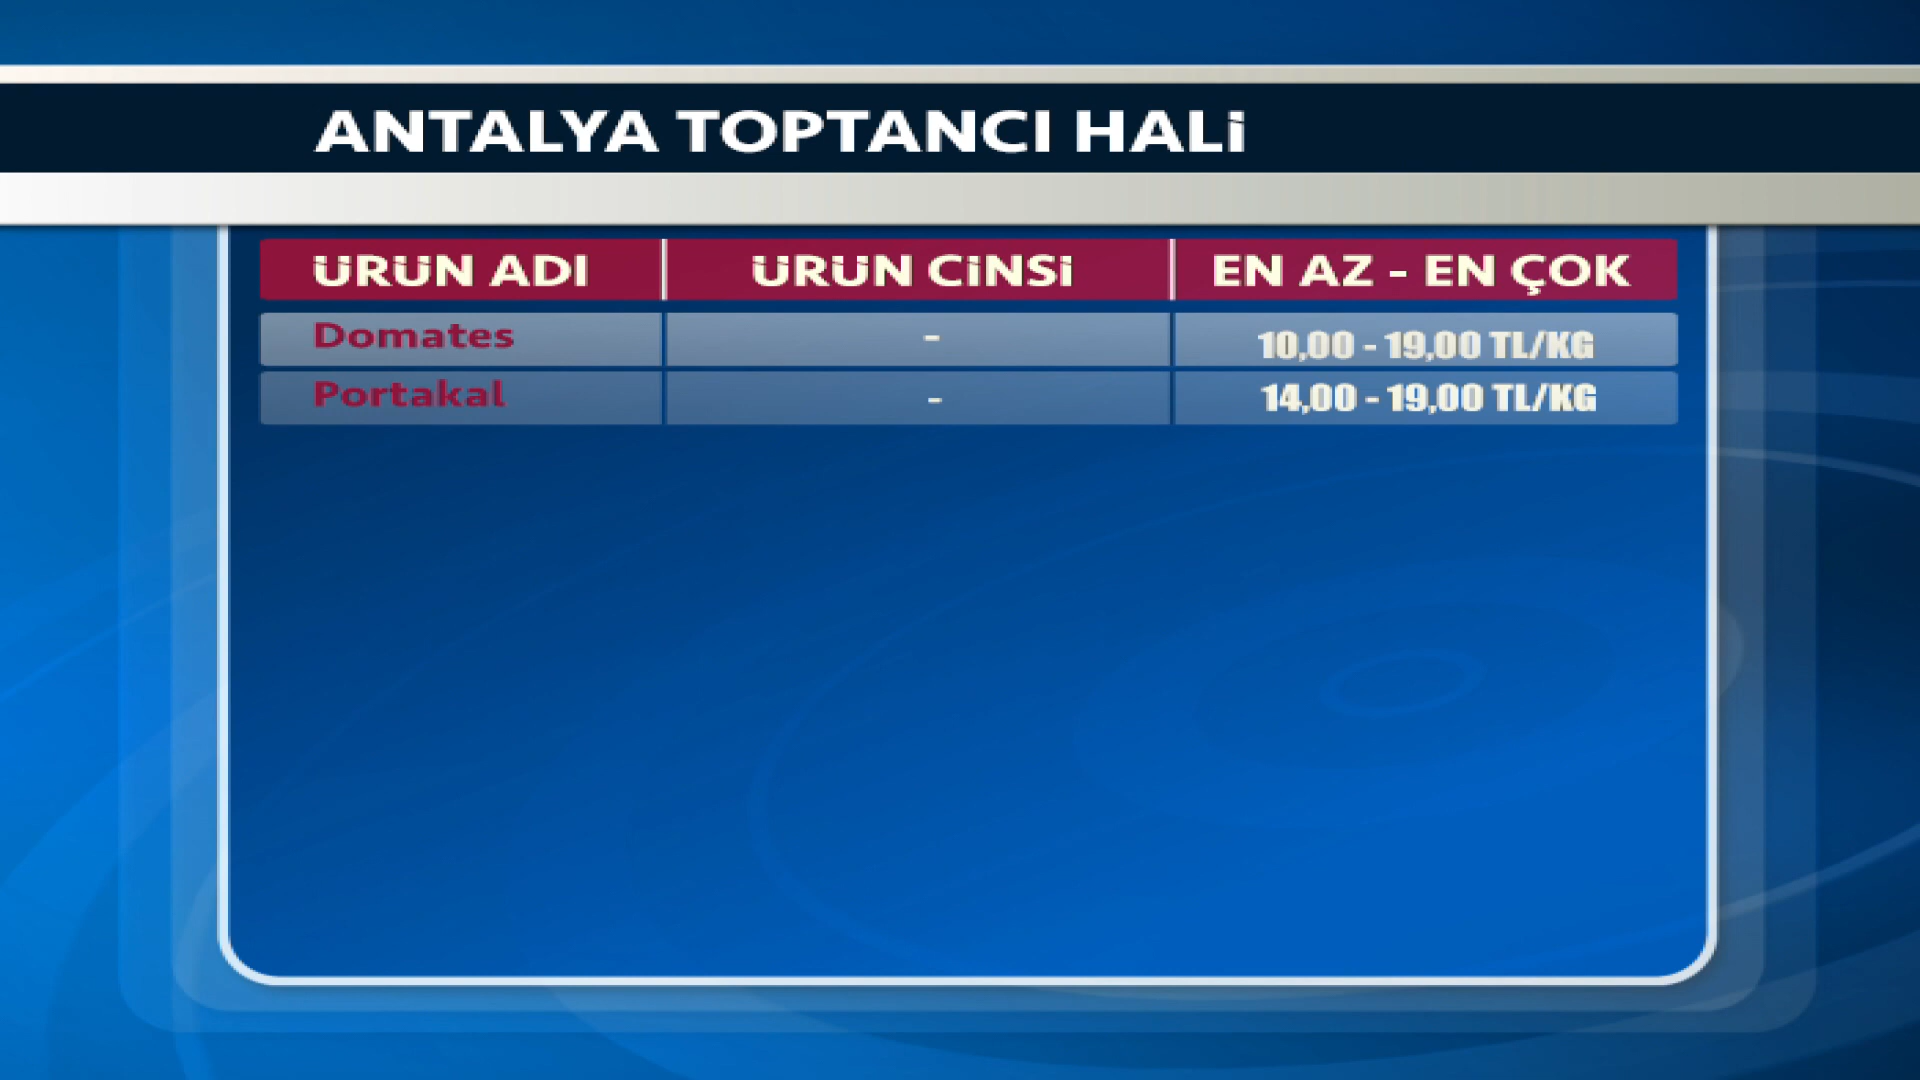 ANTALYA TOPTANCI HALİ
ÜRÜN ADI ÜRÜN CİNSİ EN AZ - EN ÇOK
Domates - 10,00 - 19,00 TL/KG
Portakal - 14,00 - 19,00 TL/KG